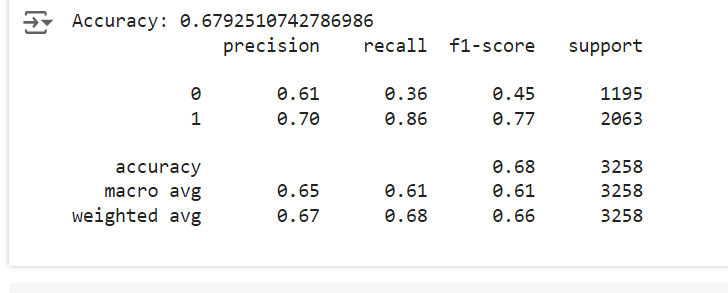 Accuracy: 0.6792510742786986
precision recall f1-score support
0 0.61 0.36 0.45 1195
1 0.70 0.86 0.77 2063
accuracy 0.68 3258
macro avg 0.65 0.61 0.61 3258
weighted avg 0.67 0.68 0.66 3258